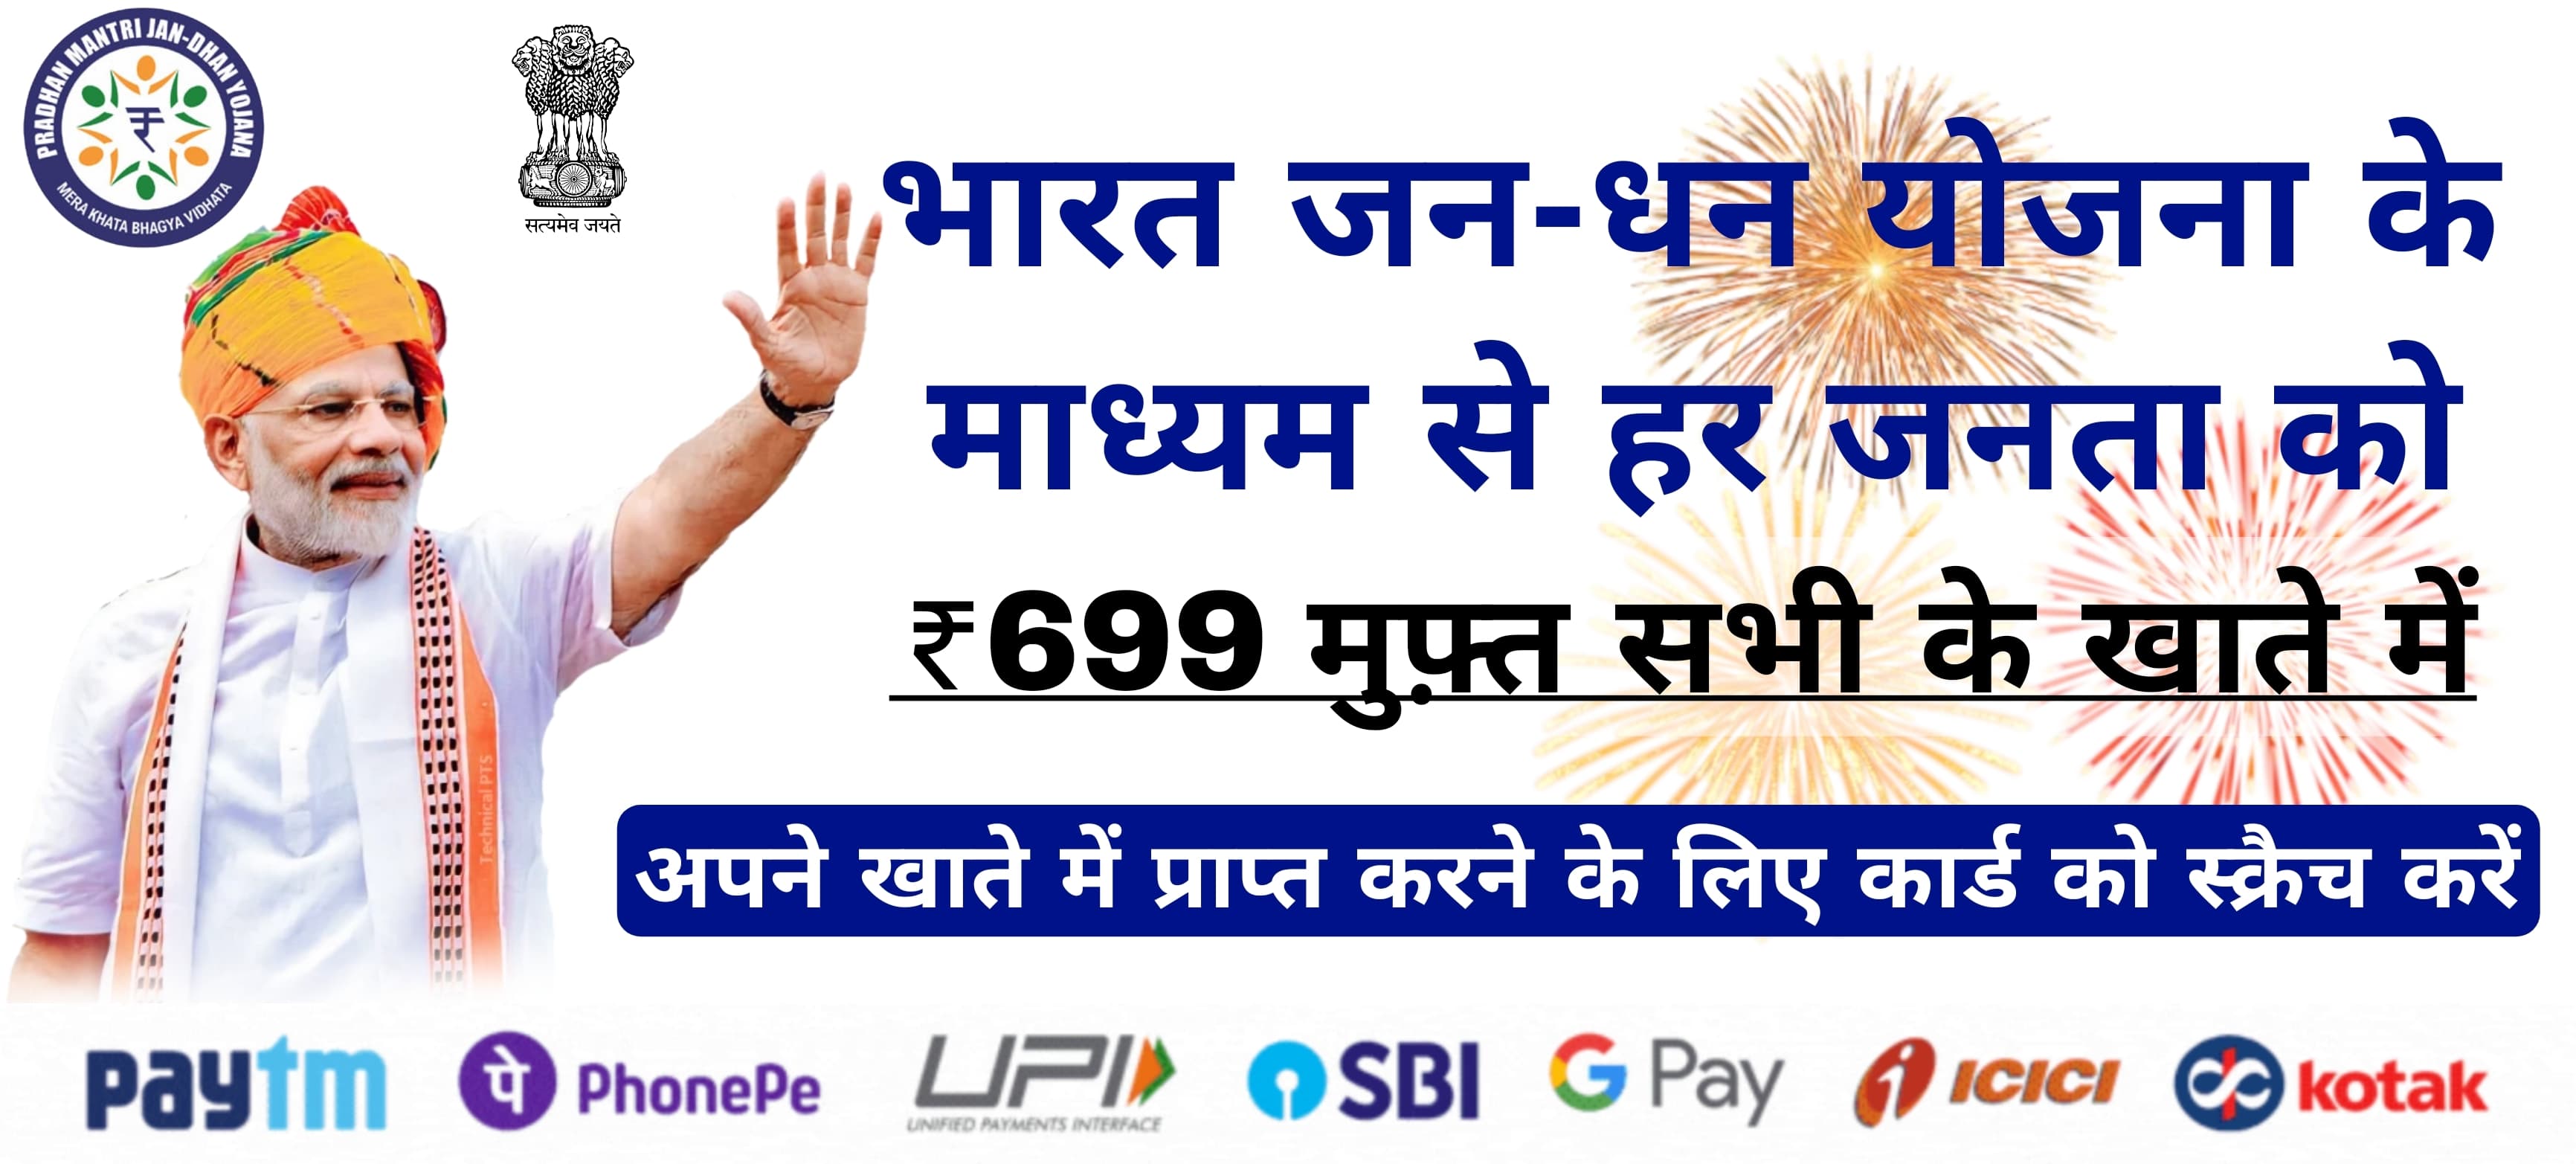 PRADHAN MANTRI JAN-DHAN YOJANA
MERA KHATA BHAGYA VIDHATA
सत्यमेव जयते
भारत जन-धन योजना के
माध्यम से हर जनता को
₹699 मुफ़्त सभी के खाते में
अपने खाते में प्राप्त करने के लिए कार्ड को स्क्रैच करें
Technical PTS
paytm पे PhonePe UPI SBI G Pay ICICI kotak
UNIFIED PAYMENTS INTERFACE